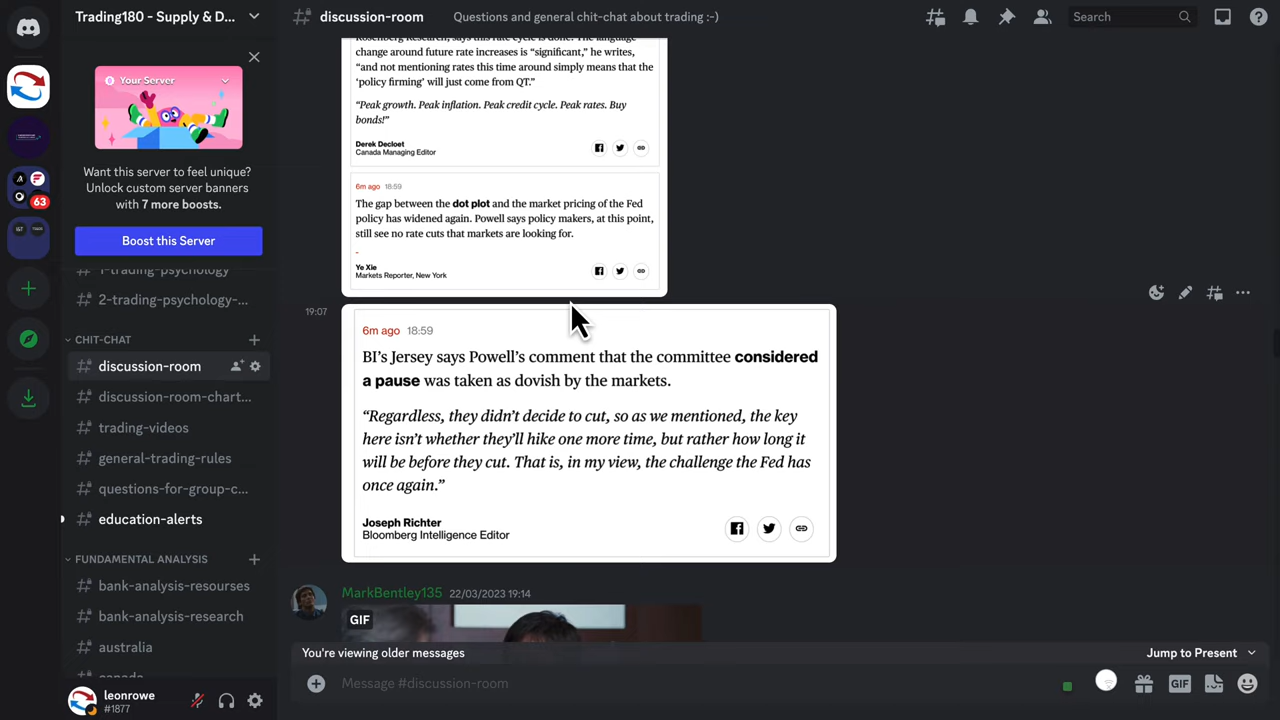 Trading180 - Supply & D...
discussion-room
Questions and general chit-chat about trading :-)
Search
Your Server
Want this server to feel unique?
Unlock custom server banners
with 7 more boosts.
Boost this Server
63
1-trading-psychology
2-trading-psychology-...
CHIT-CHAT
discussion-room
discussion-room-chart...
trading-videos
general-trading-rules
questions-for-group-c...
education-alerts
FUNDAMENTAL ANALYSIS
bank-analysis-resourses
bank-analysis-research
australia
canada
leonrowe
#1877
Rosenberg Research, says this rate cycle is done. The language
change around future rate increases is “significant,” he writes,
“and not mentioning rates this time around simply means that the
‘policy firming’ will just come from QT.”
“Peak growth. Peak inflation. Peak credit cycle. Peak rates. Buy
bonds!”
Derek Decloet
Canada Managing Editor
6m ago 18:59
The gap between the dot plot and the market pricing of the Fed
policy has widened again. Powell says policy makers, at this point,
still see no rate cuts that markets are looking for.
-
Ye Xie
Markets Reporter, New York
19:07
6m ago 18:59
BI’s Jersey says Powell’s comment that the committee considered
a pause was taken as dovish by the markets.
“Regardless, they didn’t decide to cut, so as we mentioned, the key
here isn’t whether they’ll hike one more time, but rather how long it
will be before they cut. That is, in my view, the challenge the Fed has
once again.”
Joseph Richter
Bloomberg Intelligence Editor
MarkBentley135 22/03/2023 19:14
GIF
You're viewing older messages
Jump to Present
Message #discussion-room
GIF